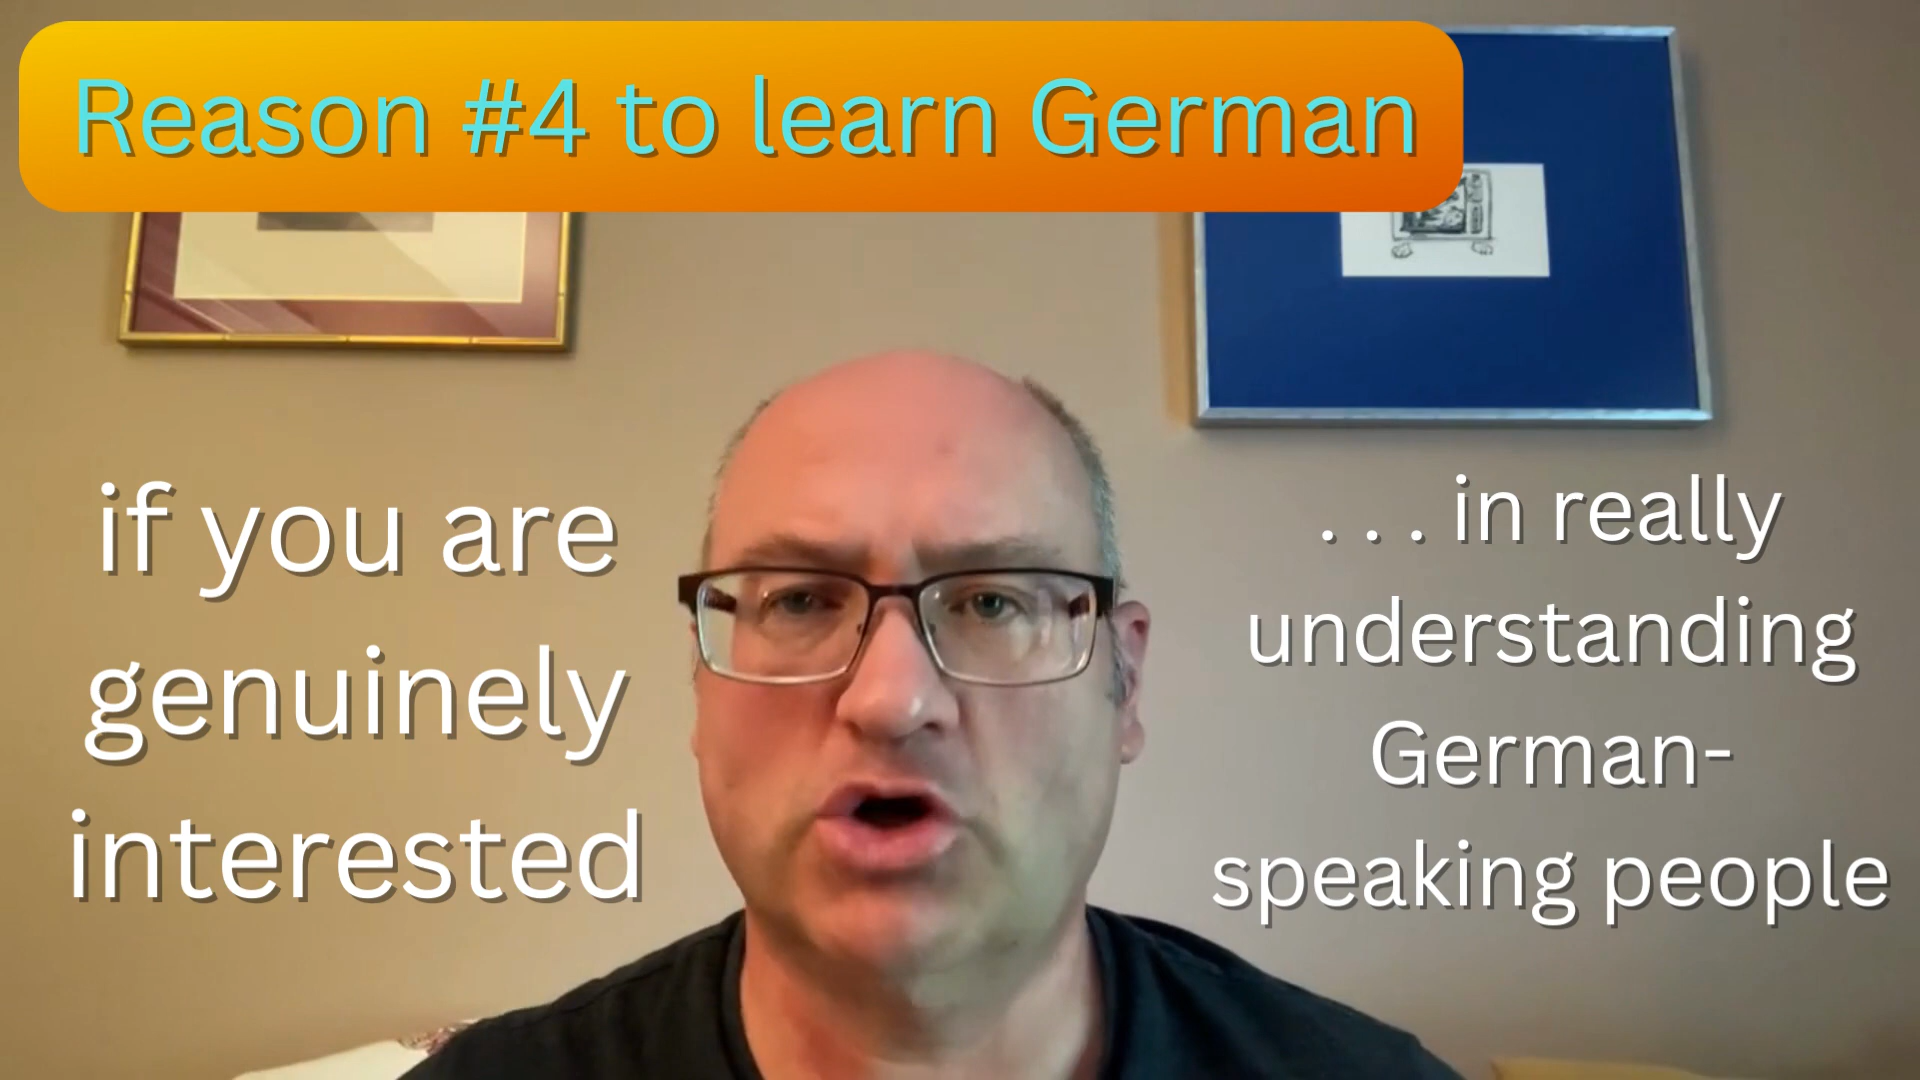 Reason #4 to learn German
if you are
genuinely
interested
. . . in really
understanding
German-
speaking people